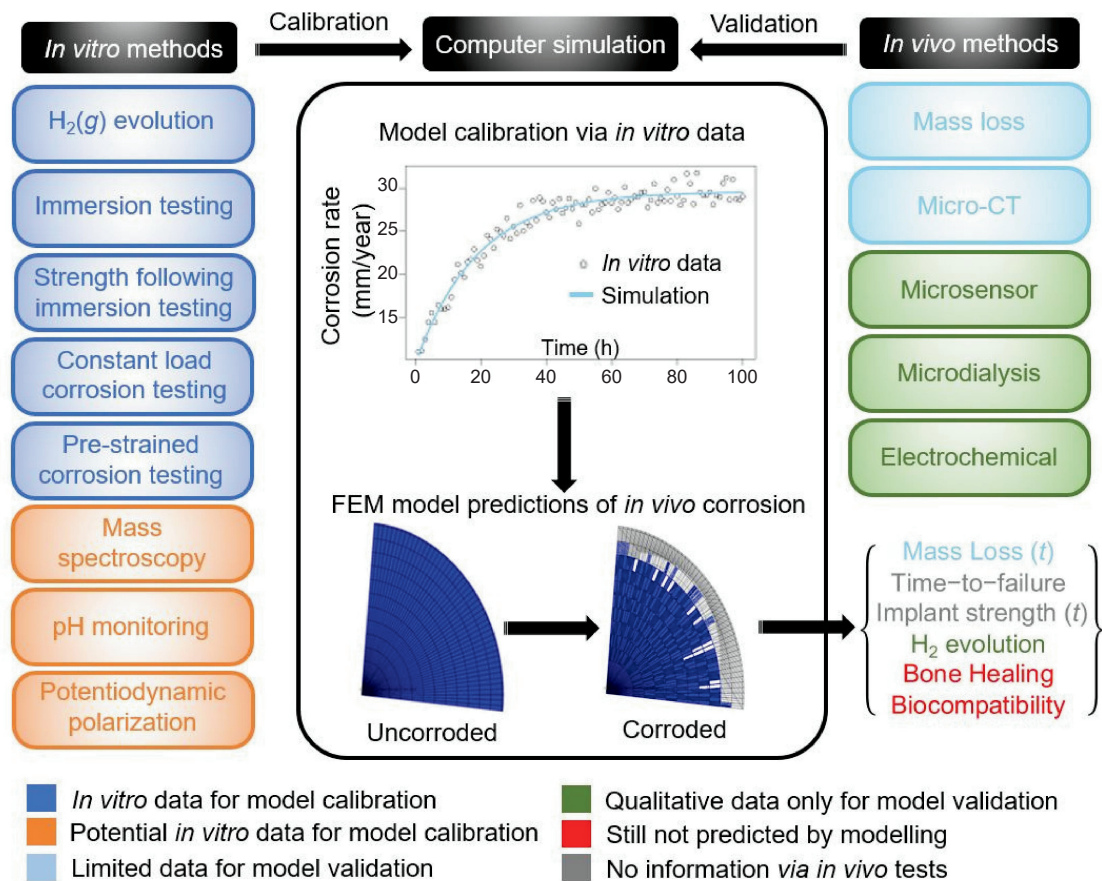 In vitro methods
Calibration
Computer simulation
Validation
In vivo methods
H₂(g) evolution
Immersion testing
Strength following
immersion testing
Constant load
corrosion testing
Pre-strained
corrosion testing
Mass
spectroscopy
pH monitoring
Potentiodynamic
polarization
Model calibration via in vitro data
Corrosion rate
(mm/year)
30
25
20
15
In vitro data
Simulation
Time (h)
0 20 40 60 80 100
FEM model predictions of in vivo corrosion
Uncorroded
Corroded
Mass loss
Micro-CT
Microsensor
Microdialysis
Electrochemical
Mass Loss (t)
Time-to-failure
Implant strength (t)
H₂ evolution
Bone Healing
Biocompatibility
In vitro data for model calibration
Potential in vitro data for model calibration
Limited data for model validation
Qualitative data only for model validation
Still not predicted by modelling
No information via in vivo tests